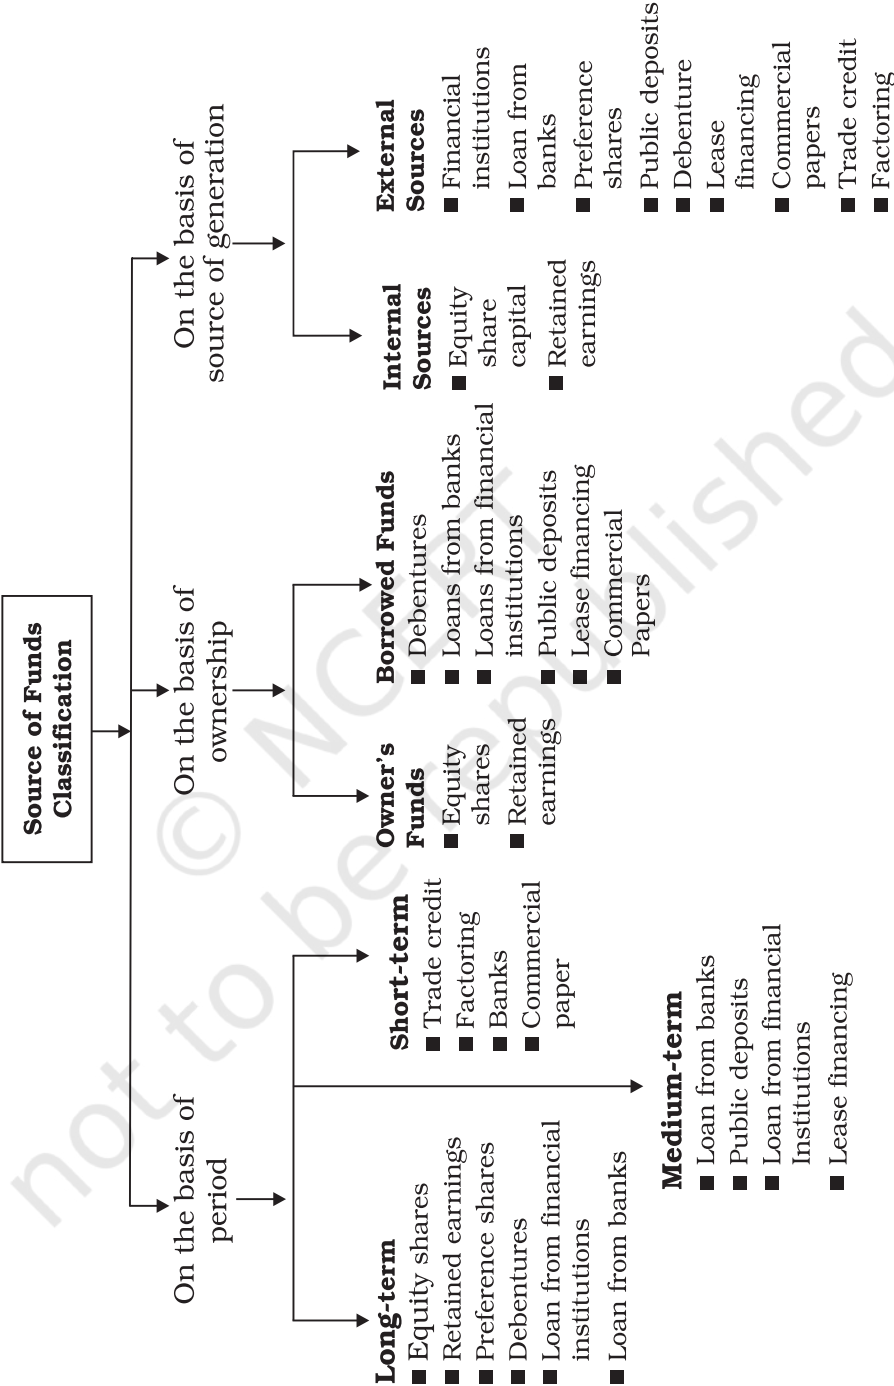 Source of Funds
Classification
On the basis of
period
Long-term
■ Equity shares
■ Retained earnings
■ Preference shares
■ Debentures
■ Loan from financial
institutions
■ Loan from banks
Medium-term
■ Loan from banks
■ Public deposits
■ Loan from financial
Institutions
■ Lease financing
Short-term
■ Trade credit
■ Factoring
■ Banks
■ Commercial
paper
On the basis of
ownership
Owner's
Funds
■ Equity
shares
■ Retained
earnings
Borrowed Funds
■ Debentures
■ Loans from banks
■ Loans from financial
institutions
■ Public deposits
■ Lease financing
■ Commercial
Papers
On the basis of
source of generation
Internal
Sources
■ Equity
share
capital
■ Retained
earnings
External
Sources
■ Financial
institutions
■ Loan from
banks
■ Preference
shares
■ Public deposits
■ Debenture
■ Lease
financing
■ Commercial
papers
■ Trade credit
■ Factoring
© NCERT
not to be republished